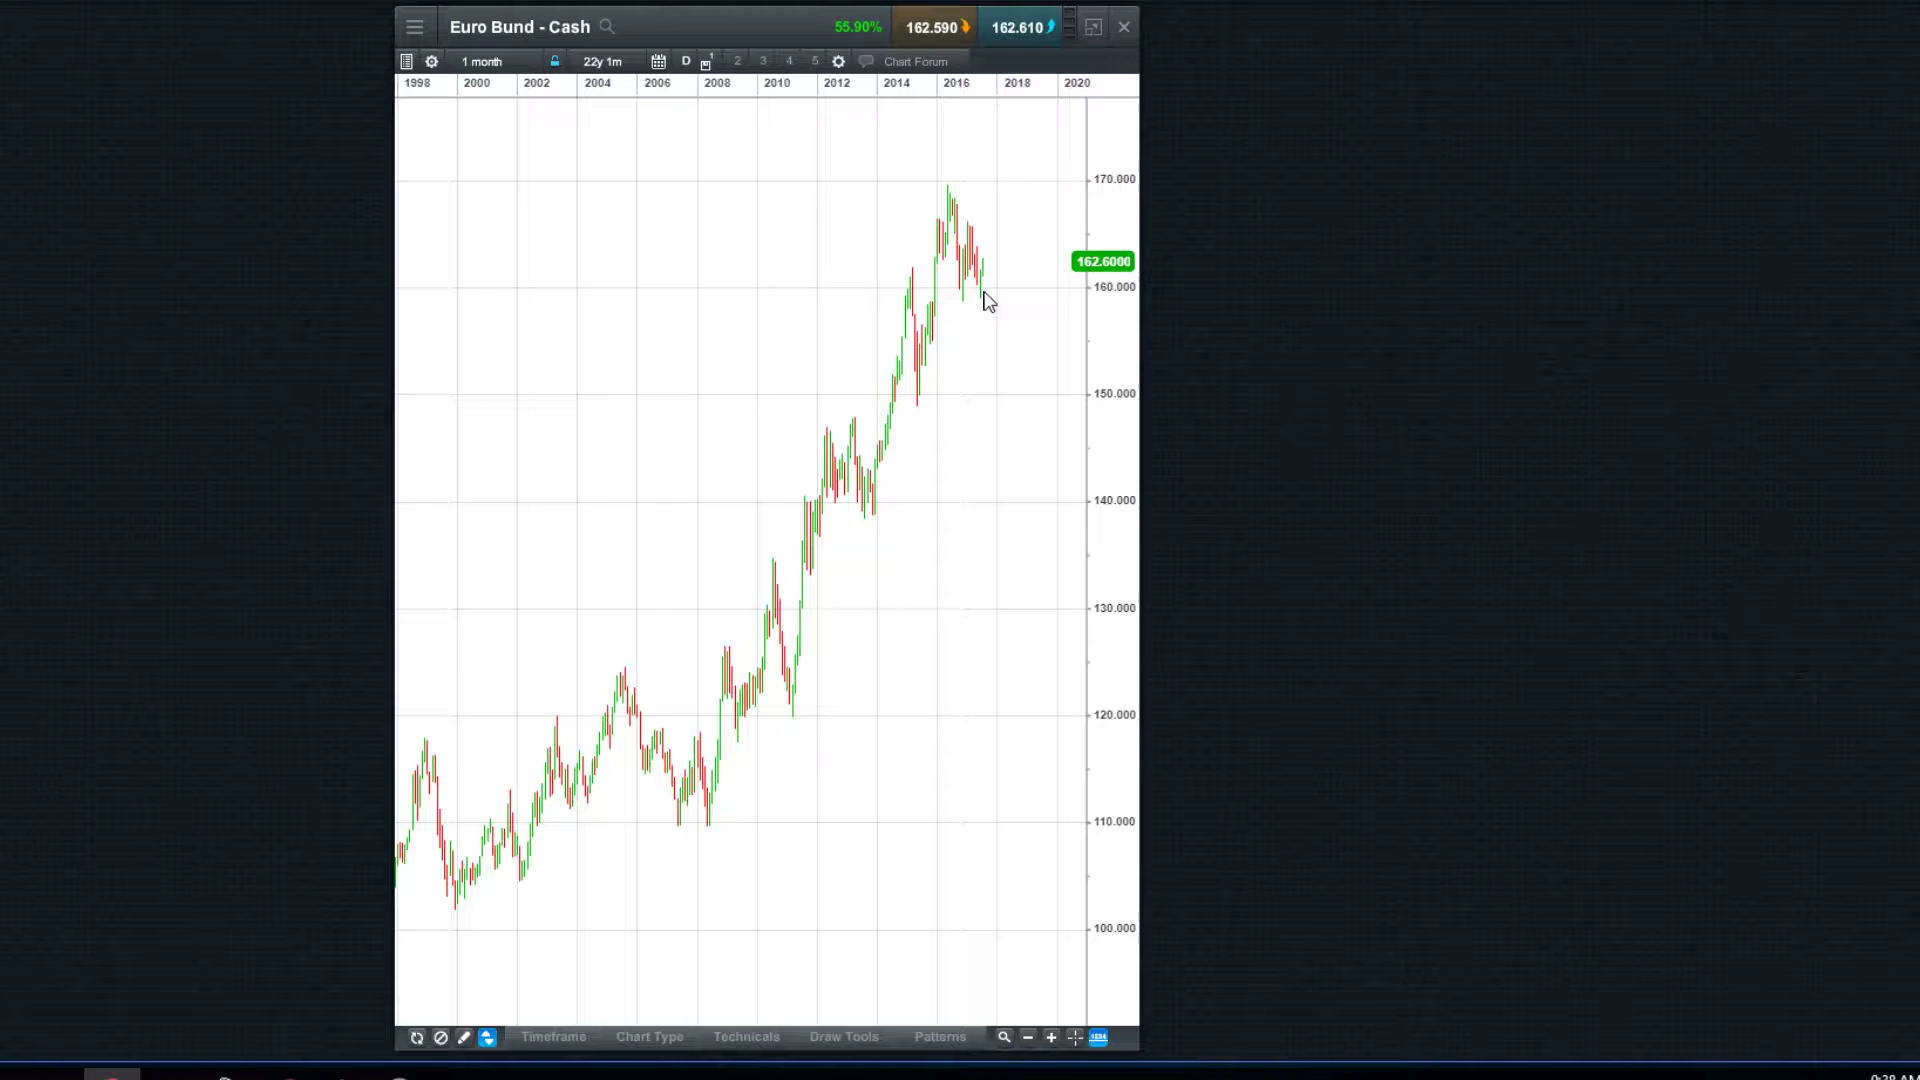 Euro Bund - Cash 55.90% 162.590 162.610
1 month 22y 1m D 1 2 3 4 5 Chart Forum
1998 2000 2002 2004 2006 2008 2010 2012 2014 2016 2018 2020
170.000
162.6000
160.000
150.000
140.000
130.000
120.000
110.000
100.000
Timeframe Chart Type Technicals Draw Tools Patterns